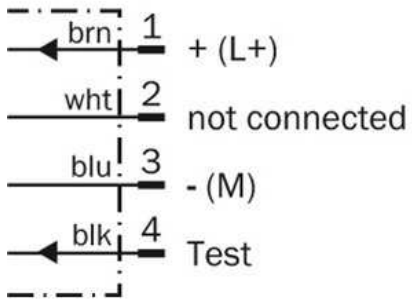 brn 1 + (L+)
wht 2 not connected
blu 3 - (M)
blk 4 Test